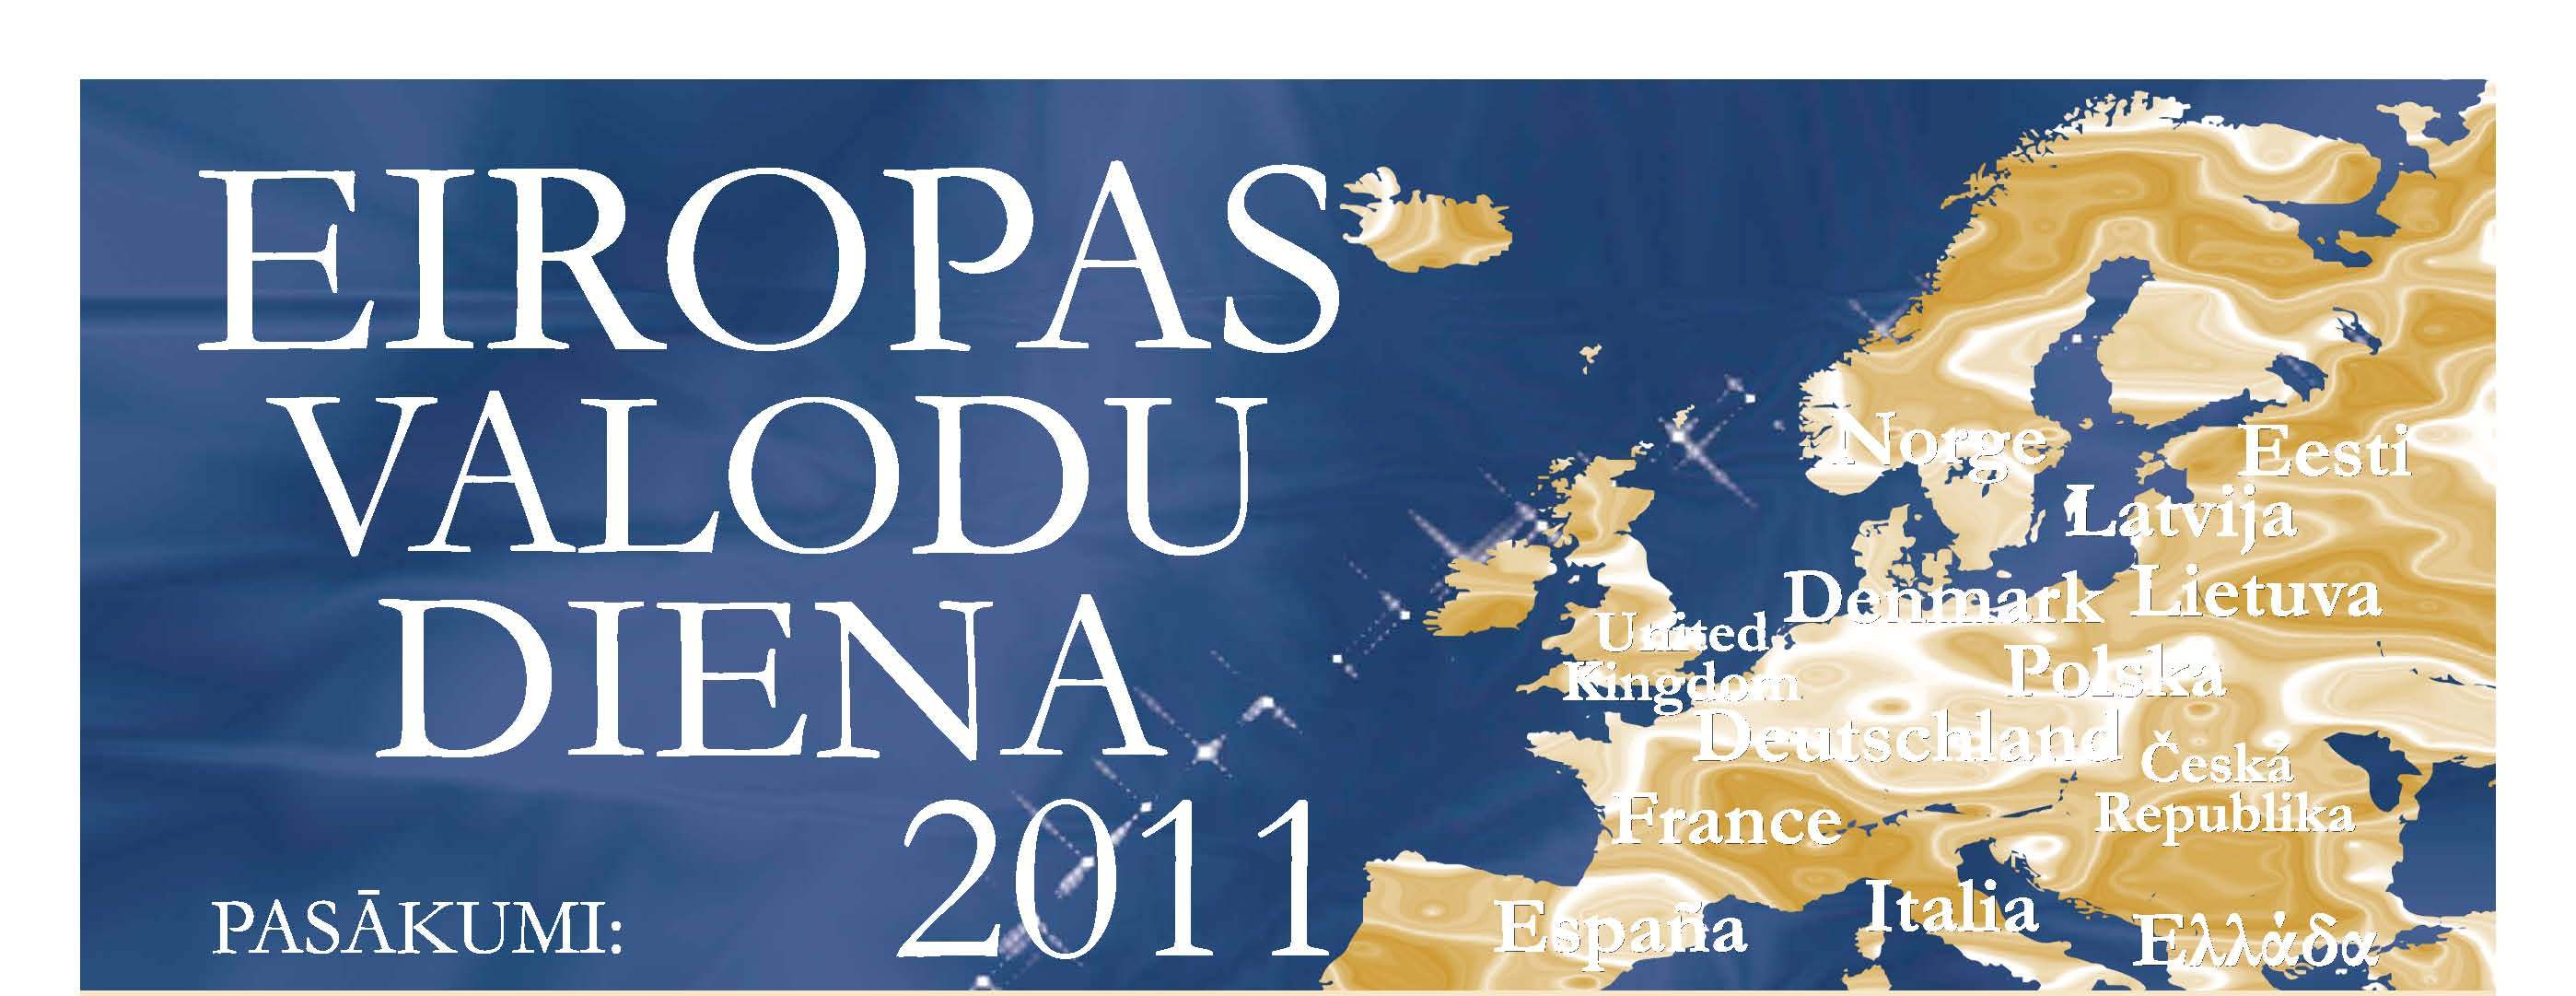 EIROPAS
VALODU
DIENA
2011
PASĀKUMI:
Norge
Eesti
Latvija
Denmark
Lietuva
United
Kingdom
Polska
Deutschland
Česká
Republika
France
Italia
España
Ελλάδα